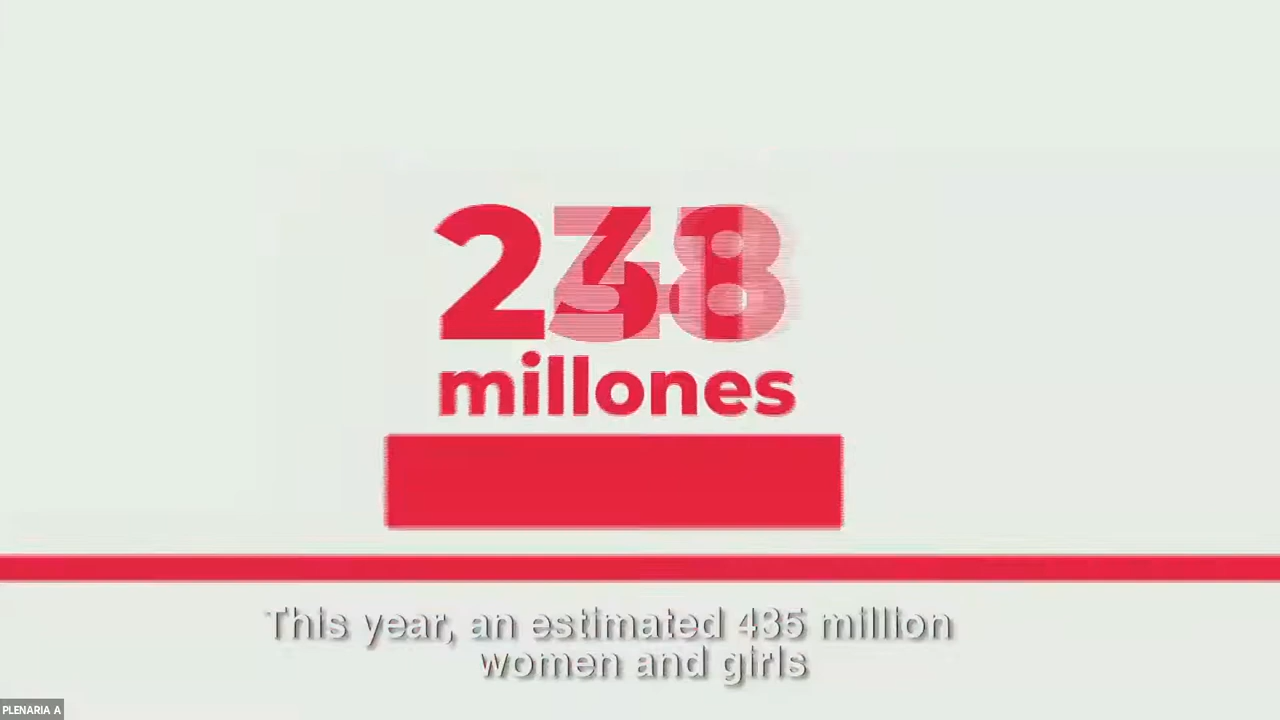 millones
This year, an estimated 435 million
women and girls
PLENARIA A